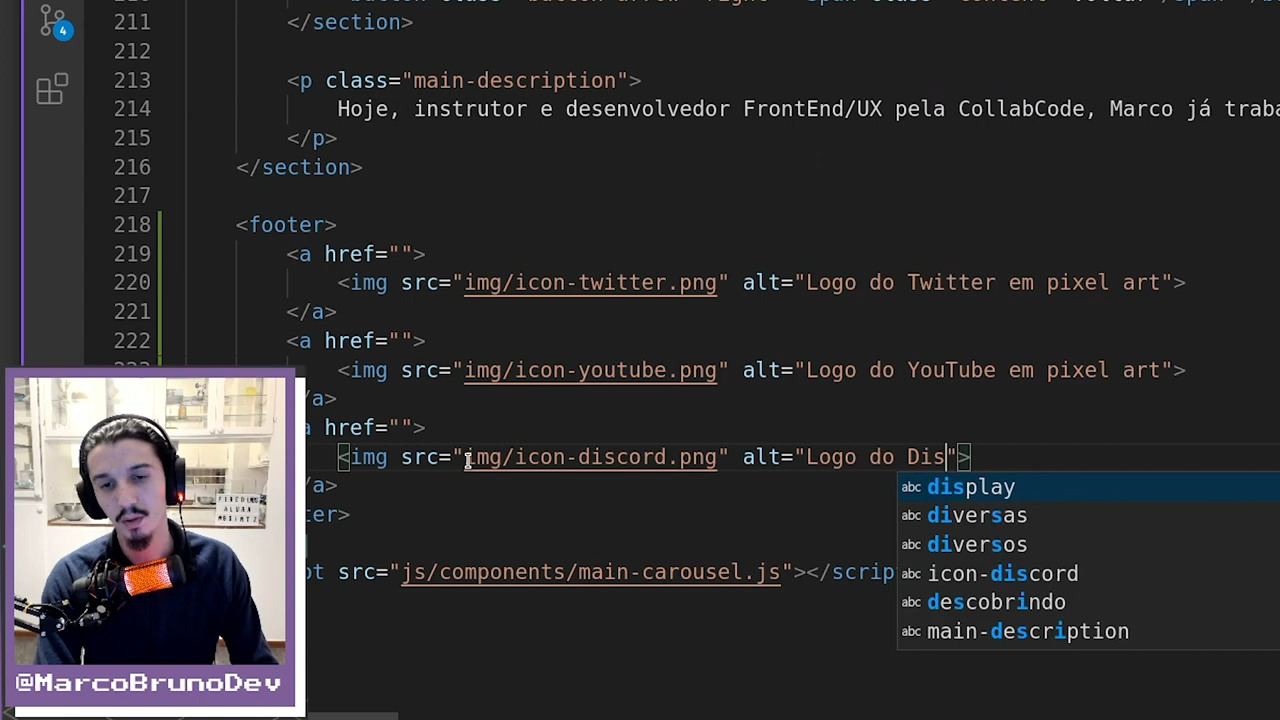 4
211 </section>
212
213 <p class="main-description">
214 Hoje, instrutor e desenvolvedor FrontEnd/UX pela CollabCode, Marco já traba
215 </p>
216 </section>
217
218 <footer>
219 <a href="">
220 <img src="img/icon-twitter.png" alt="Logo do Twitter em pixel art">
221 </a>
222 <a href="">
<img src="img/icon-youtube.png" alt="Logo do YouTube em pixel art">
/a>
href="">
<img src="img/icon-discord.png" alt="Logo do Dis">
/a>
ter>
pt src="js/components/main-carousel.js"></scrip
abc display
abc diversas
abc diversos
abc icon-discord
abc descobrindo
abc main-description
@MarcoBrunoDev